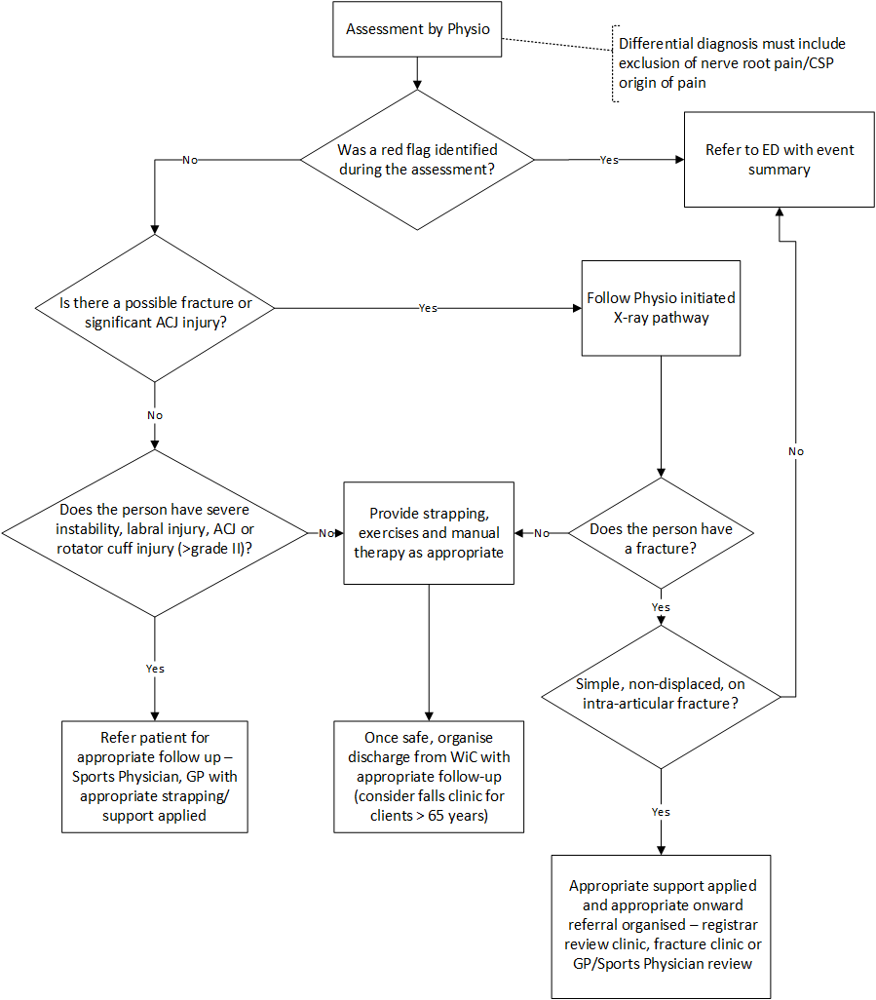 Assessment by Physio
Differential diagnosis must include
exclusion of nerve root pain/CSP
origin of pain
Was a red flag identified
during the assessment?
No
Yes
Refer to ED with event
summary
Is there a possible fracture or
significant ACJ injury?
Yes
Follow Physio initiated
X-ray pathway
No
No
Does the person have severe
instability, labral injury, ACJ or
rotator cuff injury (>grade II)?
No
Provide strapping,
exercises and manual
therapy as appropriate
No
Does the person have
a fracture?
Yes
Yes
Simple, non-displaced, on
intra-articular fracture?
Refer patient for
appropriate follow up –
Sports Physician, GP with
appropriate strapping/
support applied
Once safe, organise
discharge from WiC with
appropriate follow-up
(consider falls clinic for
clients > 65 years)
Yes
Appropriate support applied
and appropriate onward
referral organised – registrar
review clinic, fracture clinic or
GP/Sports Physician review